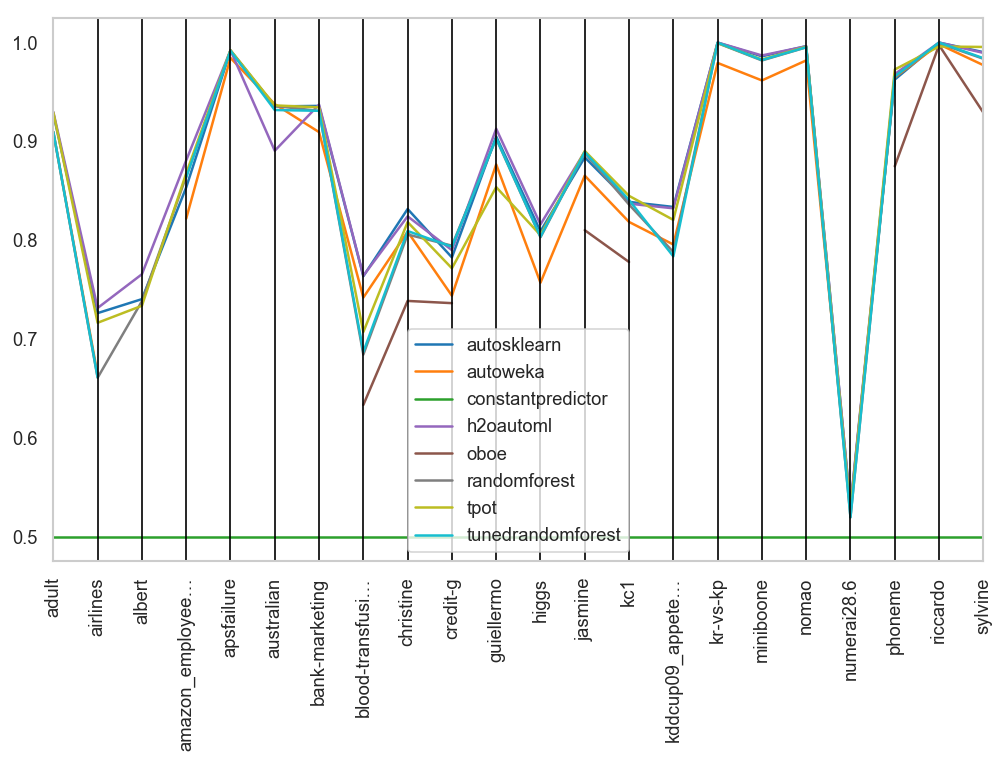 1.0
0.9
0.8
0.7
0.6
0.5
autosklearn
autoweka
constantpredictor
h2oautoml
oboe
randomforest
tpot
tunedrandomforest
adult
airlines
albert
amazon_employee...
apsfailure
australian
bank-marketing
blood-transfusi...
christine
credit-g
guiellermo
higgs
jasmine
kc1
kddcup09_appete...
kr-vs-kp
miniboone
nomao
numerai28.6
phoneme
riccardo
sylvine